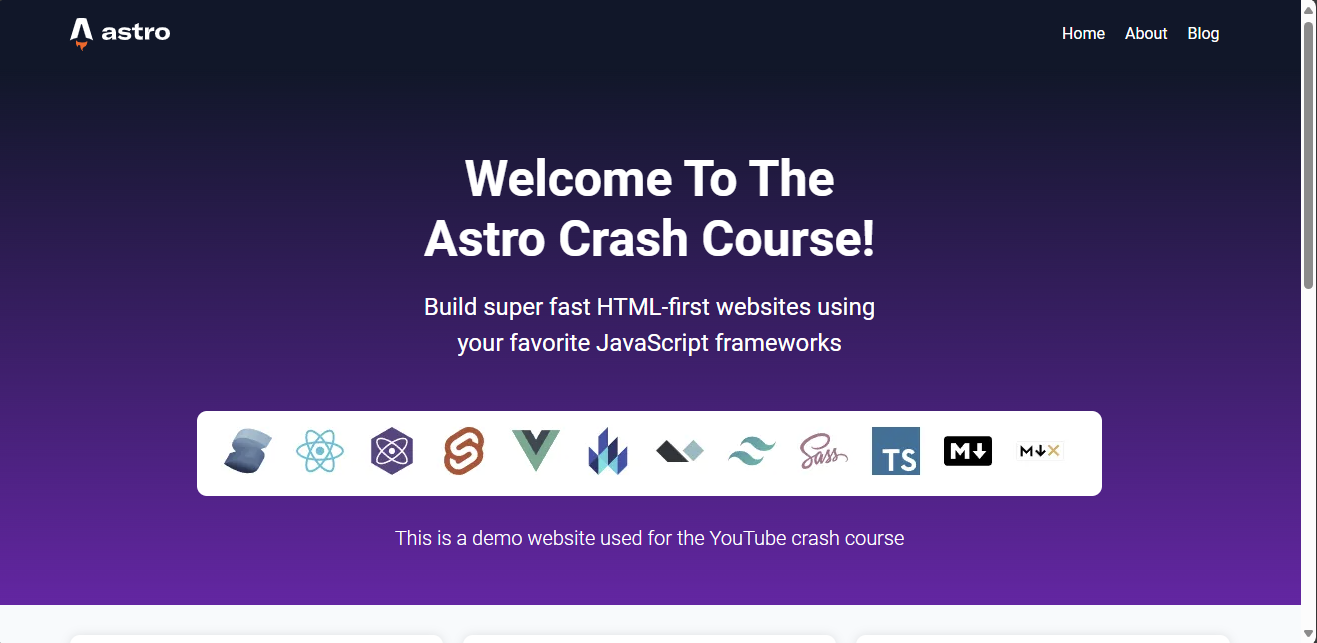 astro
Home About Blog
Welcome To The
Astro Crash Course!
Build super fast HTML-first websites using
your favorite JavaScript frameworks
Sass TS M↓ M↓X
This is a demo website used for the YouTube crash course